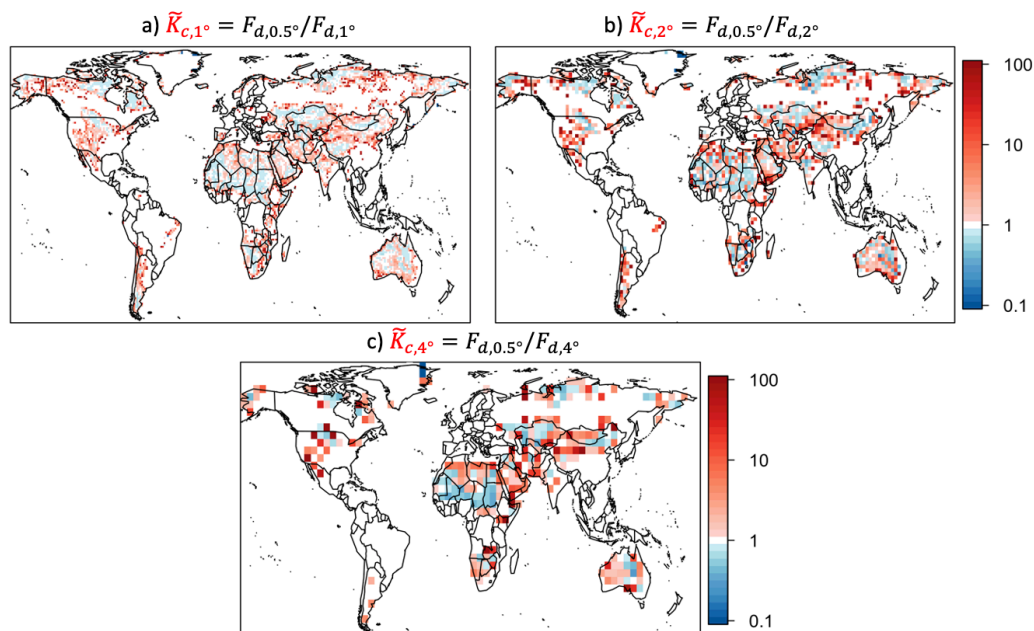 a) K̃c,1° = Fd,0.5°/Fd,1°
b) K̃c,2° = Fd,0.5°/Fd,2°
100
10
1
0.1
c) K̃c,4° = Fd,0.5°/Fd,4°
100
10
1
0.1